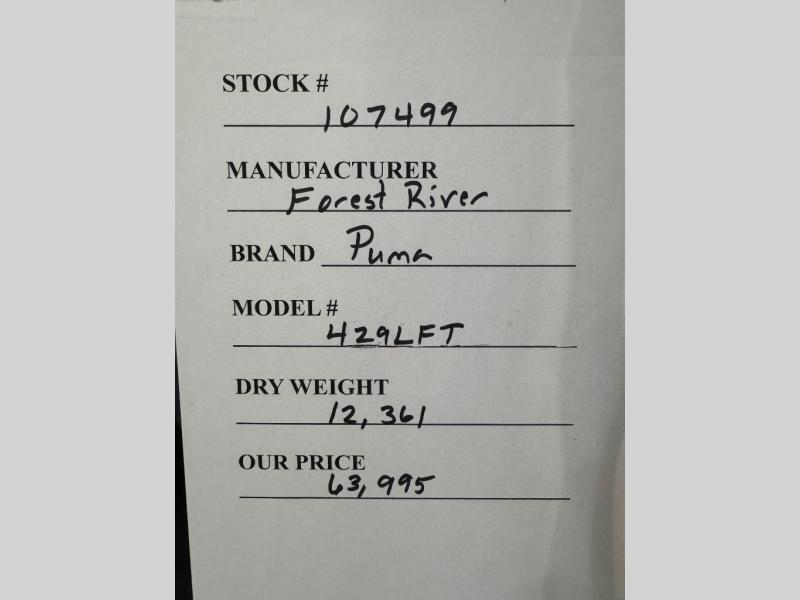 STOCK #
107499
MANUFACTURER
Forest River
BRAND Puma
MODEL #
429LFT
DRY WEIGHT
12,361
OUR PRICE
63,995